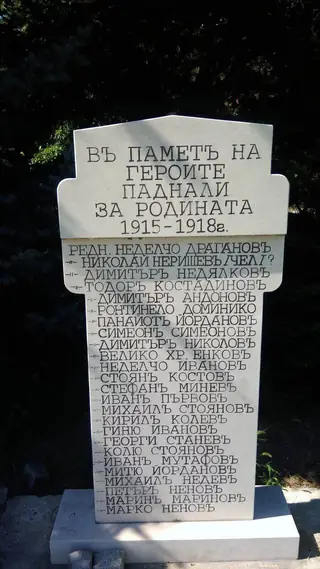 ВЪ ПАМЕТЪ НА
ГЕРОИТЕ
ПАДНАЛИ
ЗА РОДИНАТА
1915-1918г.
РЕДН. НЕДЕЛЧО ДРАГАНОВЪ
-"- НИКОЛАЙ НЕРИШЕВЪ /ЧЕЛ/?
-"- ДИМИТЪРЪ НЕДЯЛКОВЪ
-"- ТОДОРЪ КОСТАДИНОВЪ
-"- ДИМИТЪРЪ АНДОНОВЪ
-"- РОНТИНЕЛО ДОМИНИКО
-"- ПАНАЙОТЪ ЙОРДАНОВЪ
-"- СИМЕОНЪ СИМЕОНОВЪ
-"- ДИМИТЪРЪ НИКОЛОВЪ
-"- ВЕЛИКО ХР. ЕНКОВЪ
-"- НЕДЕЛЧО ИВАНОВЪ
-"- СТОЯНЪ КОСТОВЪ
-"- СТЕФАНЪ МИНЕВЪ
-"- ИВАНЪ ПЪРВОВЪ
-"- МИХАИЛЪ СТОЯНОВЪ
-"- КИРИЛЪ КОЛЕВЪ
-"- ГИНЮ ИВАНОВЪ
-"- ГЕОРГИ СТАНЕВЪ
-"- КОЛЮ СТОЯНОВЪ
-"- ИВАНЪ МУТАФОВЪ
-"- МИТЮ ЙОРДАНОВЪ
-"- МИХАИЛЪ НЕДЕВЪ
-"- ПЕТЪРЪ НЕНОВЪ
-"- МАРИНЪ МАРИНОВЪ
-"- МАРКО НЕНОВЪ